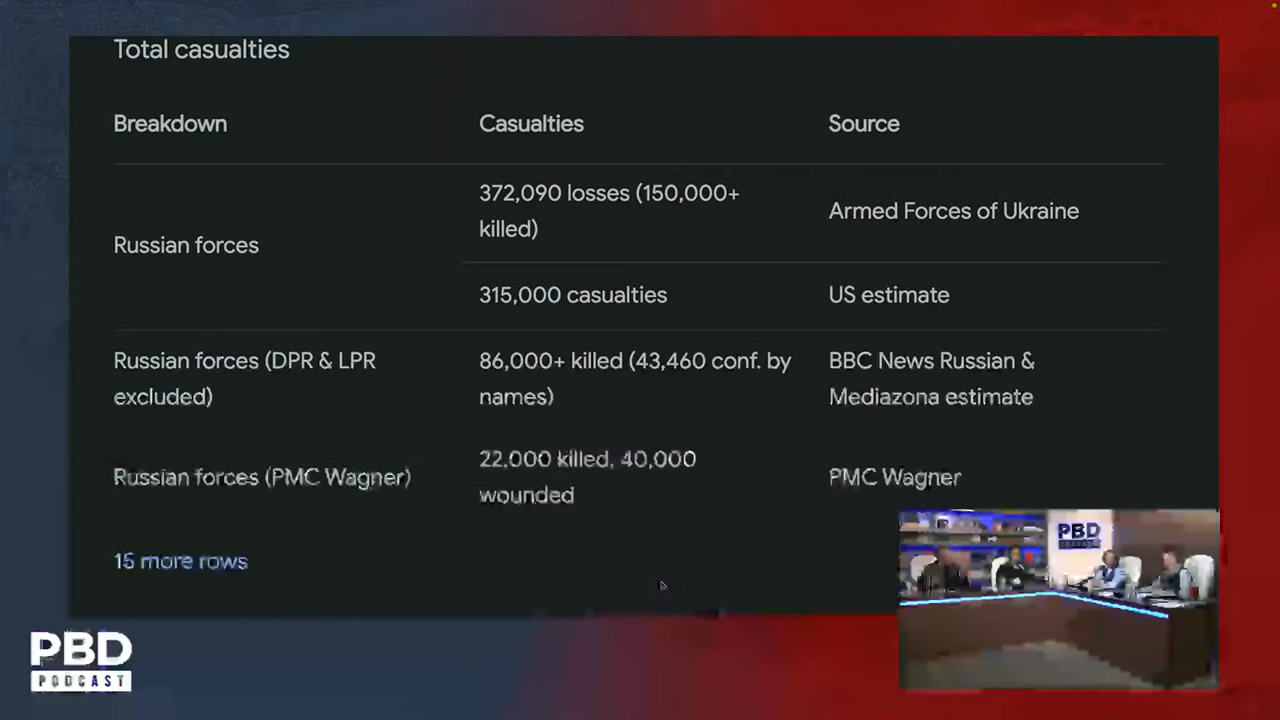 Total casualties
Breakdown
Casualties
Source
Russian forces
372,090 losses (150,000+
killed)
Armed Forces of Ukraine
315,000 casualties
US estimate
Russian forces (DPR & LPR
excluded)
86,000+ killed (43,460 conf. by
names)
BBC News Russian &
Mediazona estimate
Russian forces (PMC Wagner)
22,000 killed, 40,000
wounded
PMC Wagner
15 more rows
PBD
PBD
PODCAST